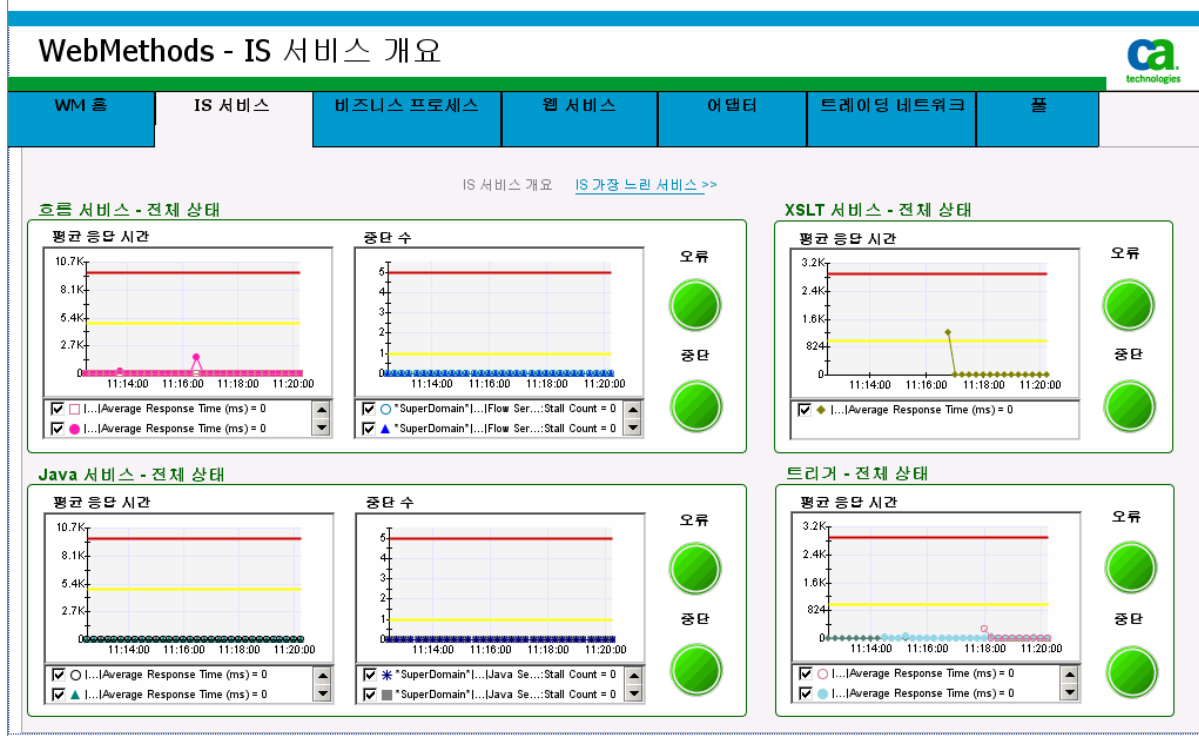 WebMethods - IS 서비스 개요
ca
technologies
WM 홈
IS 서비스
비즈니스 프로세스
웹 서비스
어댑터
트레이딩 네트워크
풀
IS 서비스 개요 IS 가장 느린 서비스 >>
흐름 서비스 - 전체 상태
평균 응답 시간
10.7K
8.1K
5.4K
2.7K
0
11:14:00 11:16:00 11:18:00 11:20:00
|...|Average Response Time (ms) = 0
|...|Average Response Time (ms) = 0
중단 수
5
4
3
2
1
0
11:14:00 11:16:00 11:18:00 11:20:00
*SuperDomain*|...|Flow Ser...:Stall Count = 0
*SuperDomain*|...|Flow Ser...:Stall Count = 0
오류
중단
XSLT 서비스 - 전체 상태
평균 응답 시간
3.2K
2.4K
1.6K
824
0
11:14:00 11:16:00 11:18:00 11:20:00
|...|Average Response Time (ms) = 0
오류
중단
Java 서비스 - 전체 상태
평균 응답 시간
10.7K
8.1K
5.4K
2.7K
0
11:14:00 11:16:00 11:18:00 11:20:00
|...|Average Response Time (ms) = 0
|...|Average Response Time (ms) = 0
중단 수
5
4
3
2
1
0
11:14:00 11:16:00 11:18:00 11:20:00
*SuperDomain*|...|Java Se...:Stall Count = 0
*SuperDomain*|...|Java Se...:Stall Count = 0
오류
중단
트리거 - 전체 상태
평균 응답 시간
3.2K
2.4K
1.6K
824
0
11:14:00 11:16:00 11:18:00 11:20:00
|...|Average Response Time (ms) = 0
|...|Average Response Time (ms) = 0
오류
중단